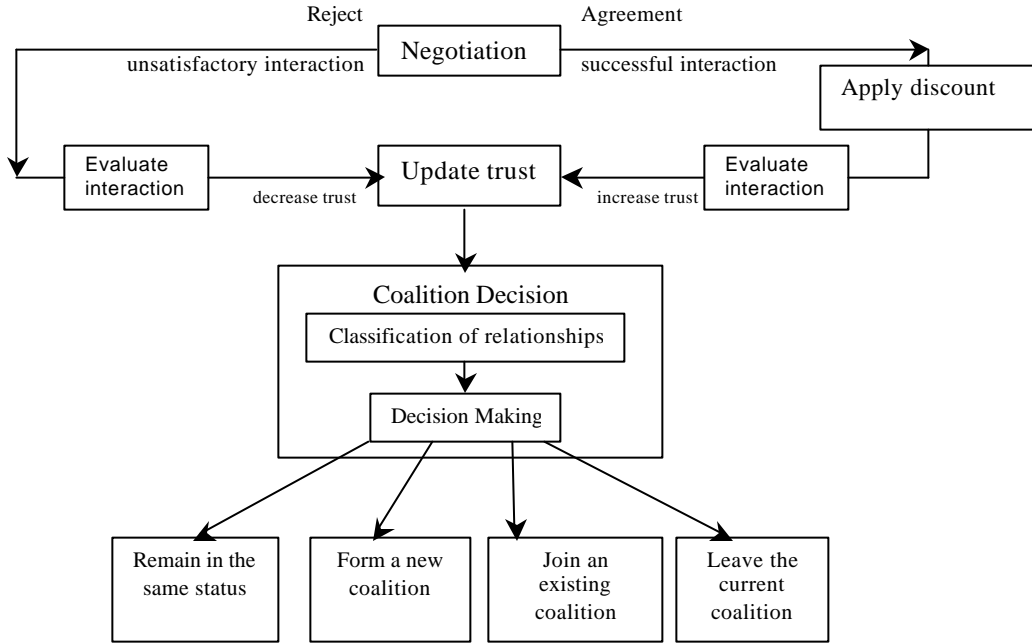 Reject
Agreement
Negotiation
unsatisfactory interaction
successful interaction
Apply discount
Evaluate
interaction
Update trust
Evaluate
interaction
decrease trust
increase trust
Coalition Decision
Classification of relationships
Decision Making
Remain in the
same status
Form a new
coalition
Join an
existing
coalition
Leave the
current
coalition